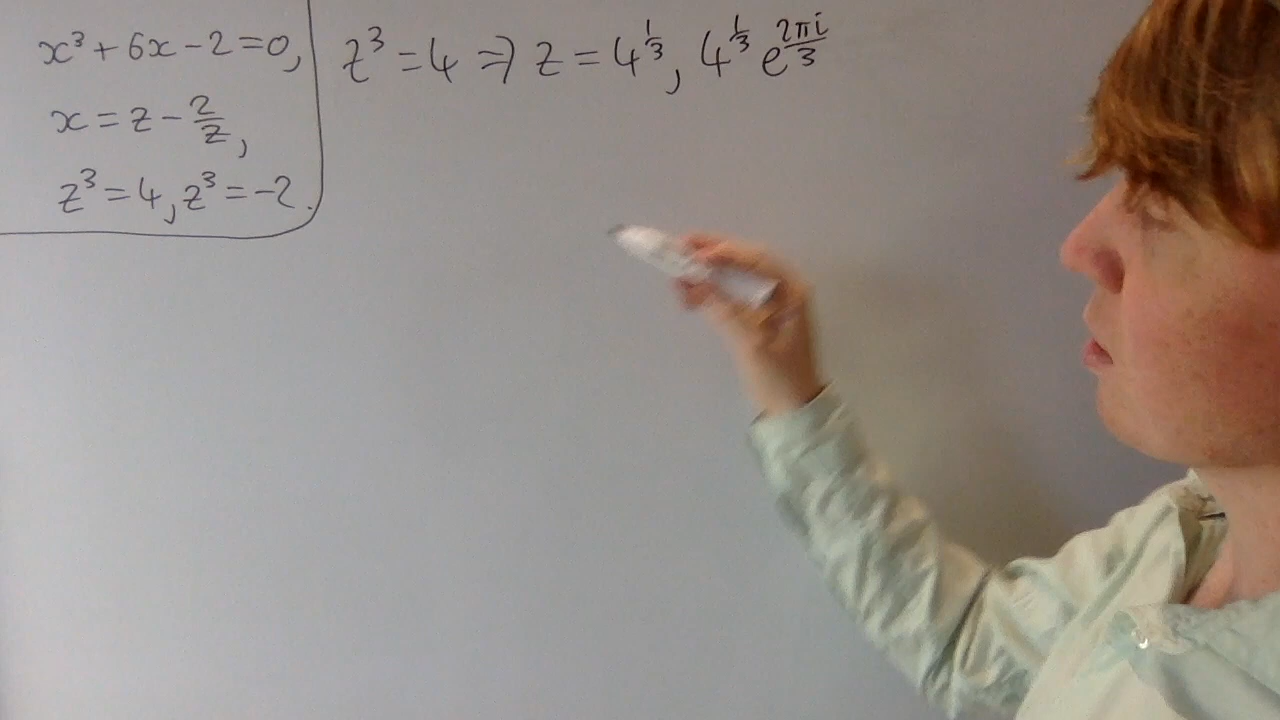 x³ + 6x - 2 = 0,
x = z - 2/z,
z³ = 4, z³ = -2.
z³ = 4 ⇒ z = 4^{1/3}, 4^{1/3} e^{2πi/3}